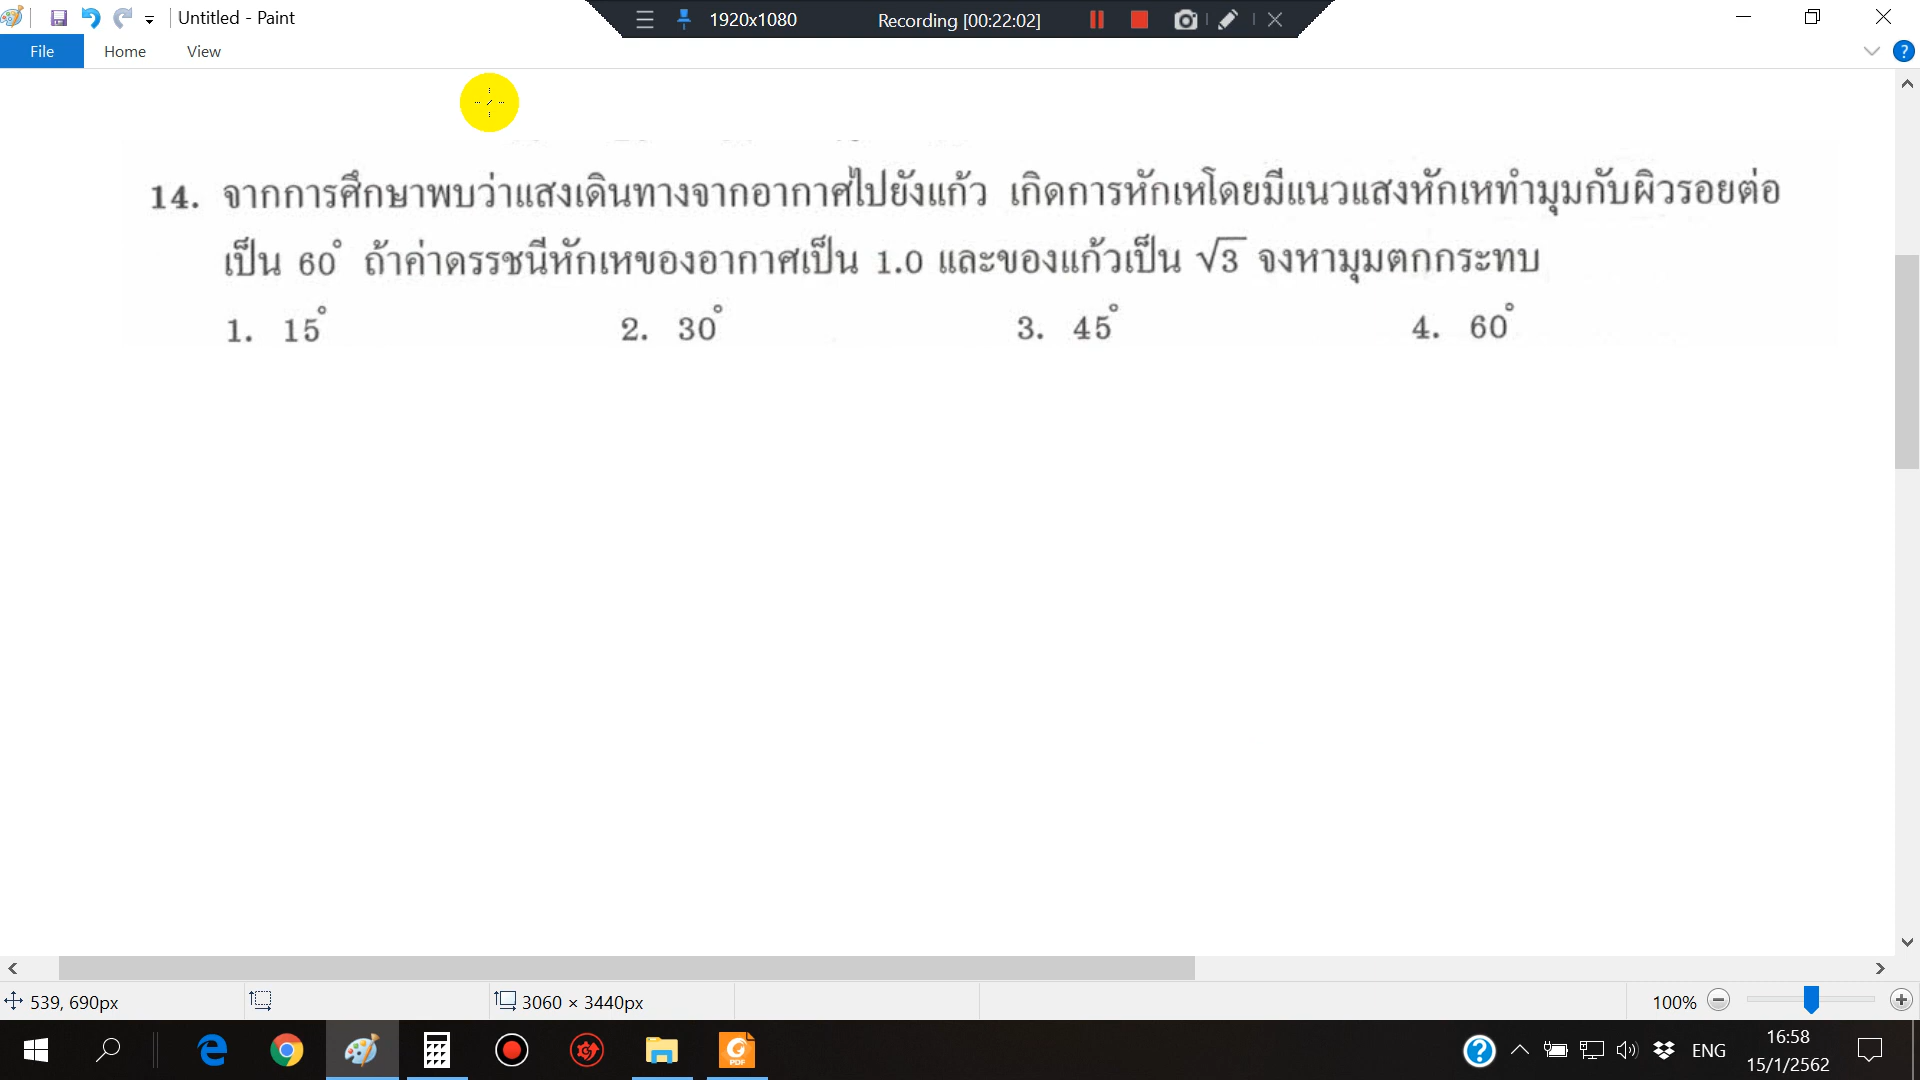 Untitled - Paint
1920x1080
Recording [00:22:02]
File
Home
View
?
14. จากการศึกษาพบว่าแสงเดินทางจากอากาศไปยังแก้ว เกิดการหักเหโดยมีแนวแสงหักเหทำมุมกับผิวรอยต่อ
เป็น 60° ถ้าค่าดรรชนีหักเหของอากาศเป็น 1.0 และของแก้วเป็น √3 จงหามุมตกกระทบ
1. 15° 2. 30° 3. 45° 4. 60°
539, 690px
3060 × 3440px
100%
PDF
?
ENG
16:58
15/1/2562